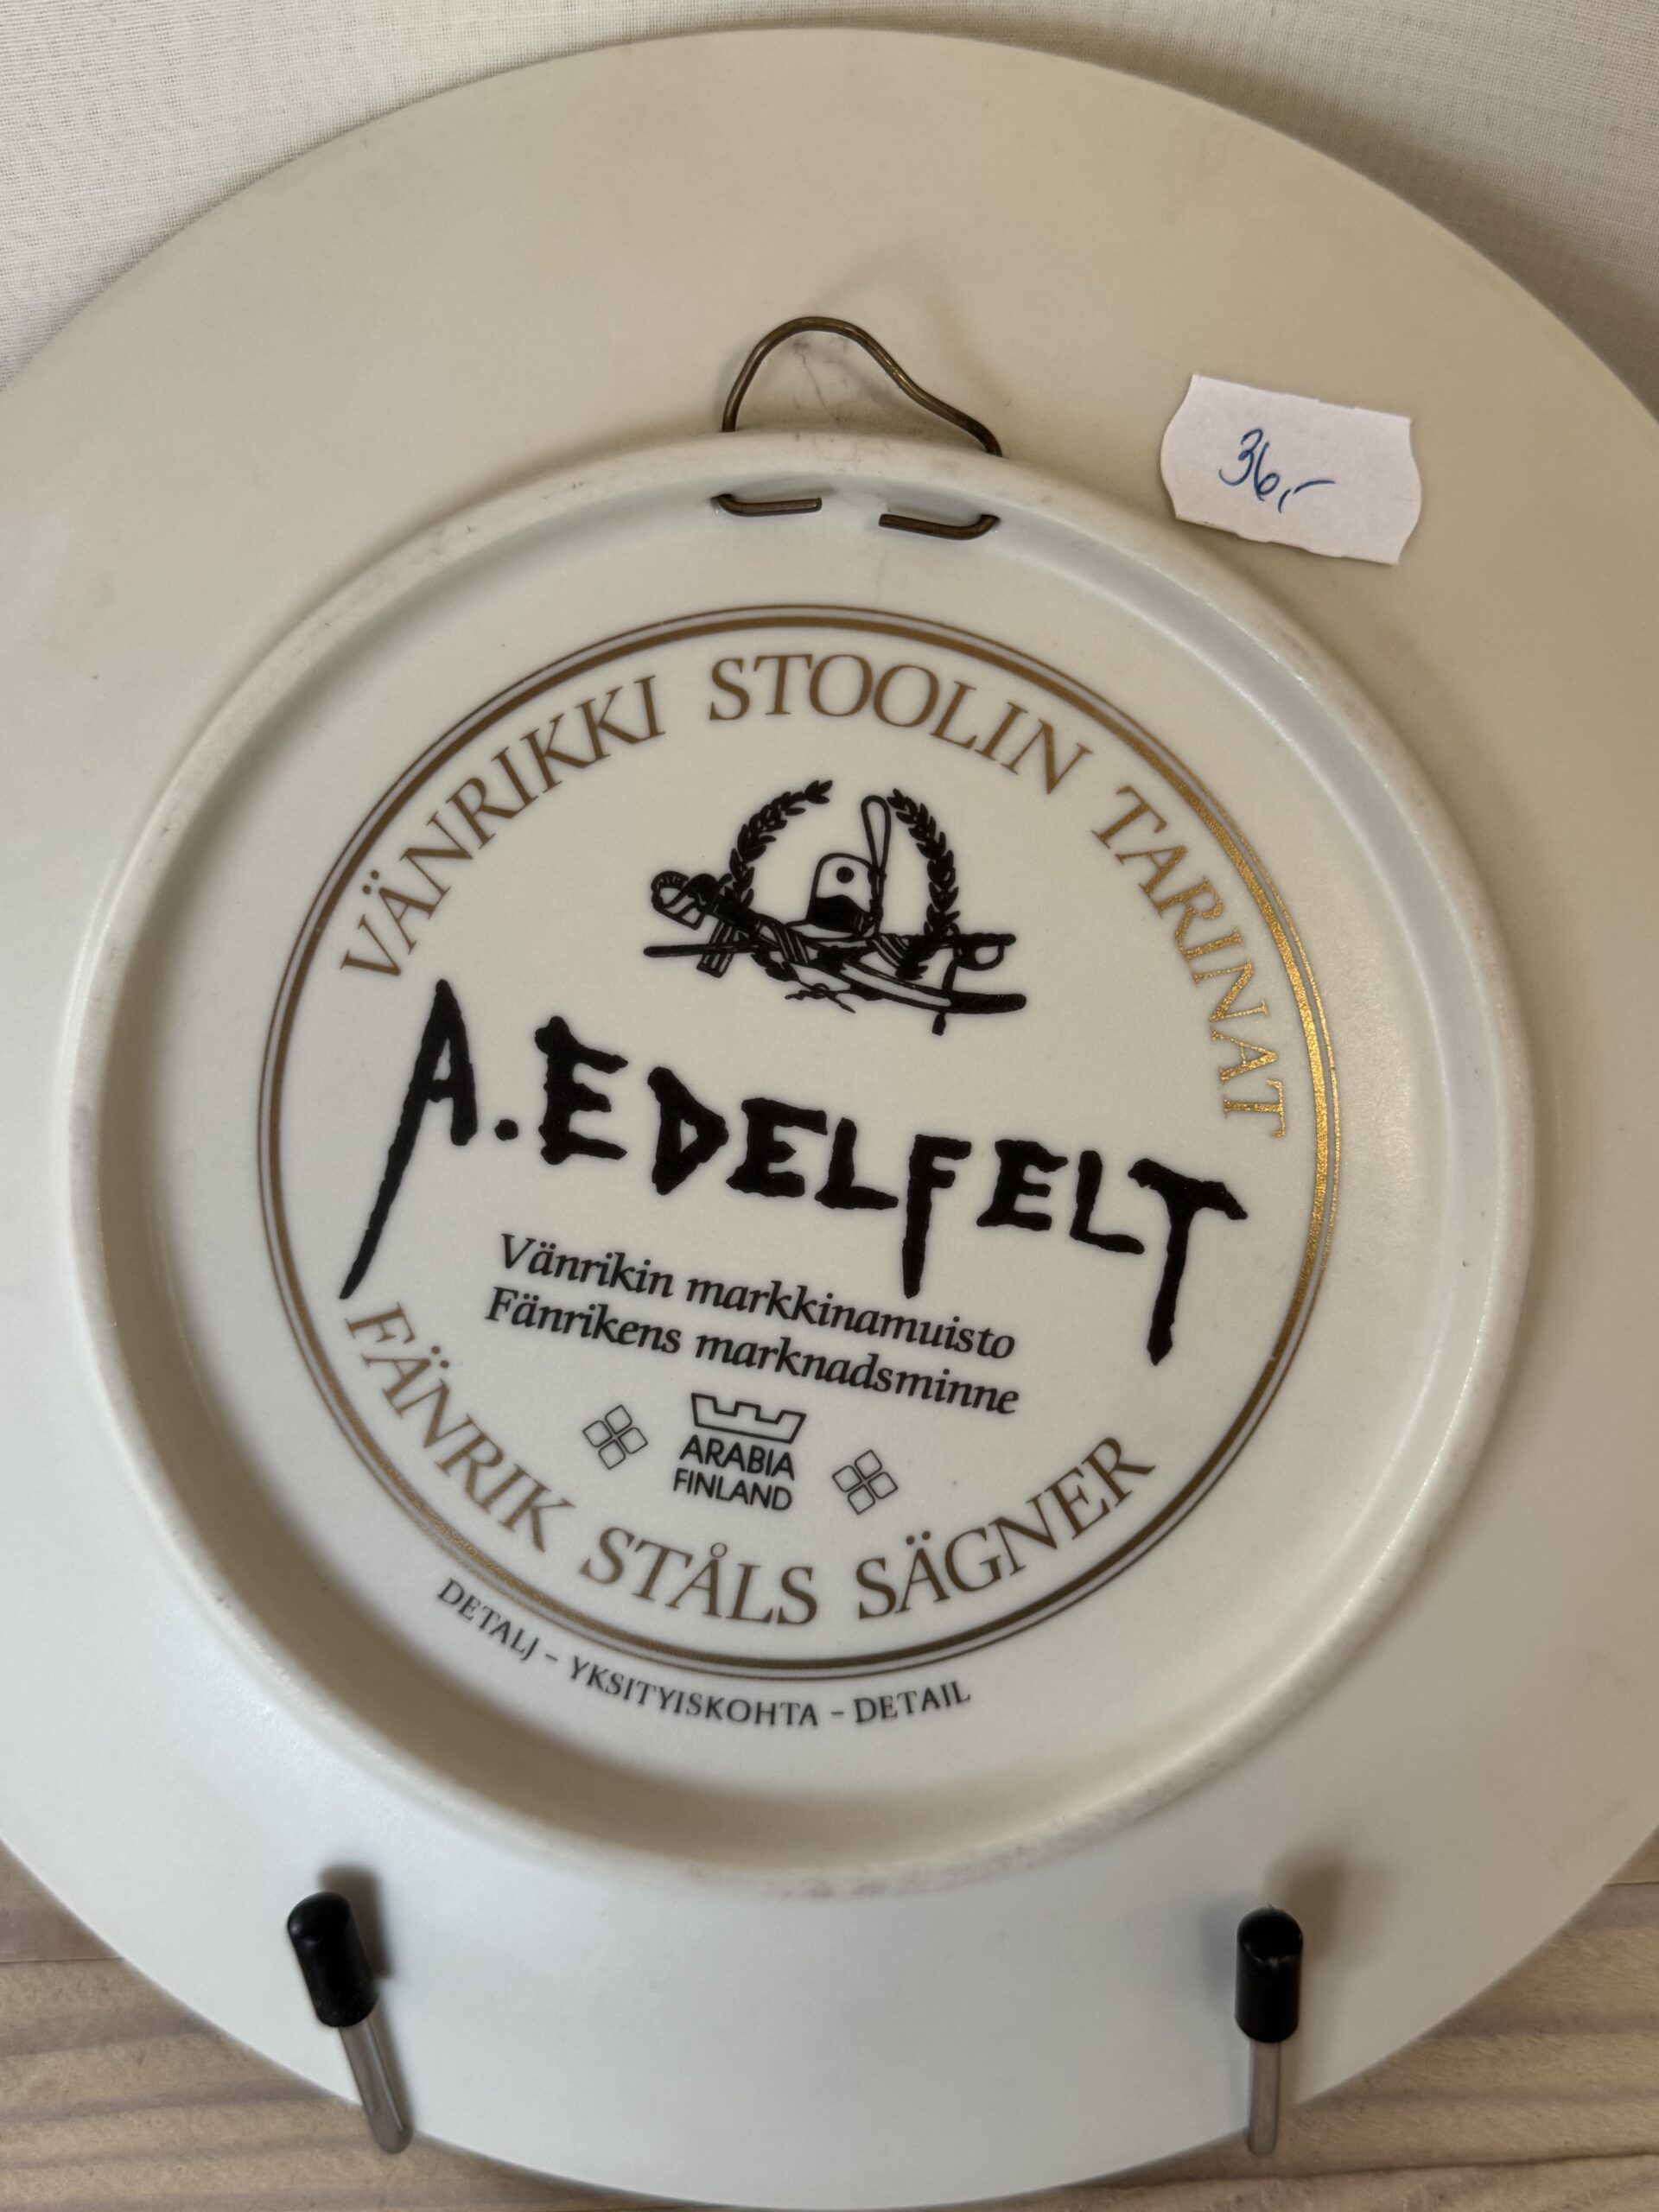 36,-
VÄNRIKKI STOOLIN TARINAT
A. EDELFELT
Vänrikin markkinamuisto
Fänrikens marknadsminne
ARABIA
FINLAND
FÄNRIK STÅLS SÄGNER
DETALJ - YKSITYISKOHTA - DETAIL